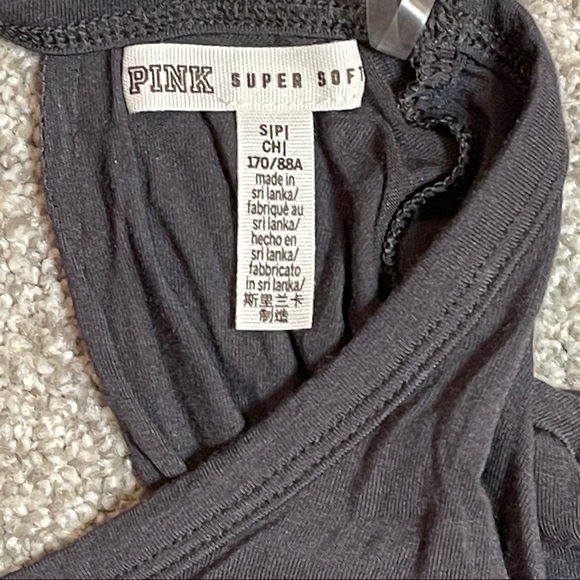 PINK SUPER SOFT
S|P|
CH|
170/88A
made in
sri lanka/
fabriqué au
sri lanka/
hecho en
sri lanka/
fabbricato
in sri lanka/
斯里兰卡
制造